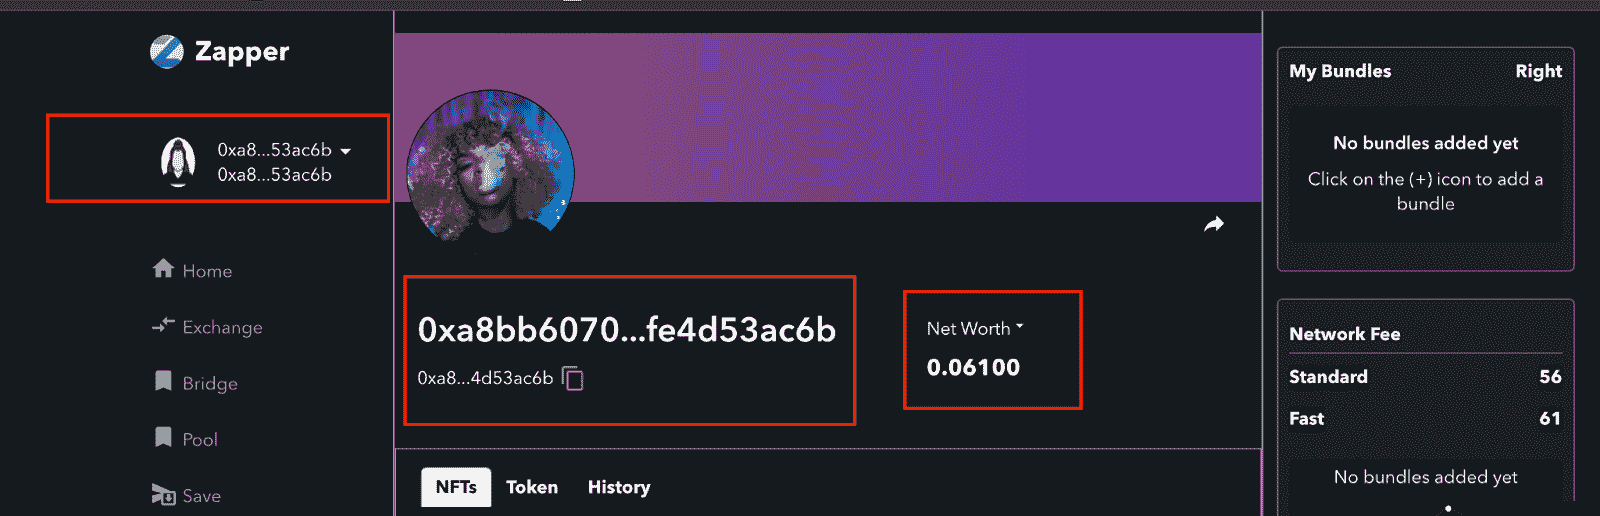 Zapper
0xa8...53ac6b
0xa8...53ac6b
Home
Exchange
Bridge
Pool
Save
0xa8bb6070...fe4d53ac6b
0xa8...4d53ac6b
Net Worth
0.06100
NFTs Token History
My Bundles Right
No bundles added yet
Click on the (+) icon to add a
bundle
Network Fee
Standard 56
Fast 61
No bundles added yet